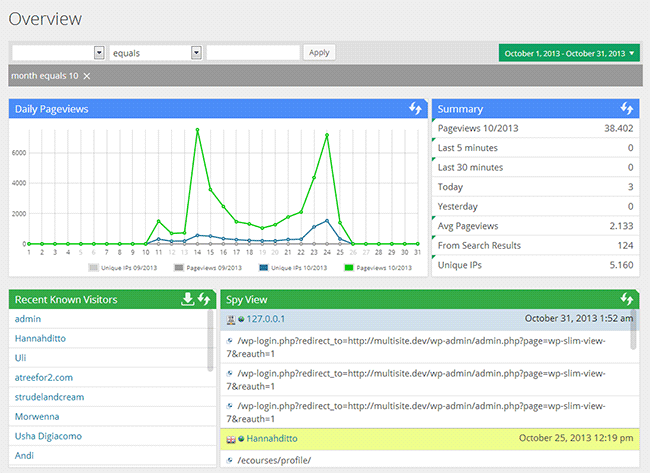 Overview
equals
Apply
October 1, 2013 - October 31, 2013
month equals 10
Daily Pageviews
6000
4000
2000
0
1 2 3 4 5 6 7 8 9 10 11 12 13 14 15 16 17 18 19 20 21 22 23 24 25 26 27 28 29 30 31
Unique IPs 09/2013 Pageviews 09/2013 Unique IPs 10/2013 Pageviews 10/2013
Summary
Pageviews 10/2013 38.402
Last 5 minutes 0
Last 30 minutes 0
Today 3
Yesterday 0
Avg Pageviews 2.133
From Search Results 124
Unique IPs 5.160
Recent Known Visitors
admin
Hannahditto
Uli
atreefor2.com
strudelandcream
Morwenna
Usha Digiacomo
Andi
Spy View
127.0.0.1 October 31, 2013 1:52 am
/wp-login.php?redirect_to=http://multisite.dev/wp-admin/admin.php?page=wp-slim-view-
7&reauth=1
/wp-login.php?redirect_to=http://multisite.dev/wp-admin/admin.php?page=wp-slim-view-
7&reauth=1
/wp-login.php?redirect_to=http://multisite.dev/wp-admin/admin.php?page=wp-slim-view-
7&reauth=1
Hannahditto October 25, 2013 12:19 pm
/ecourses/profile/